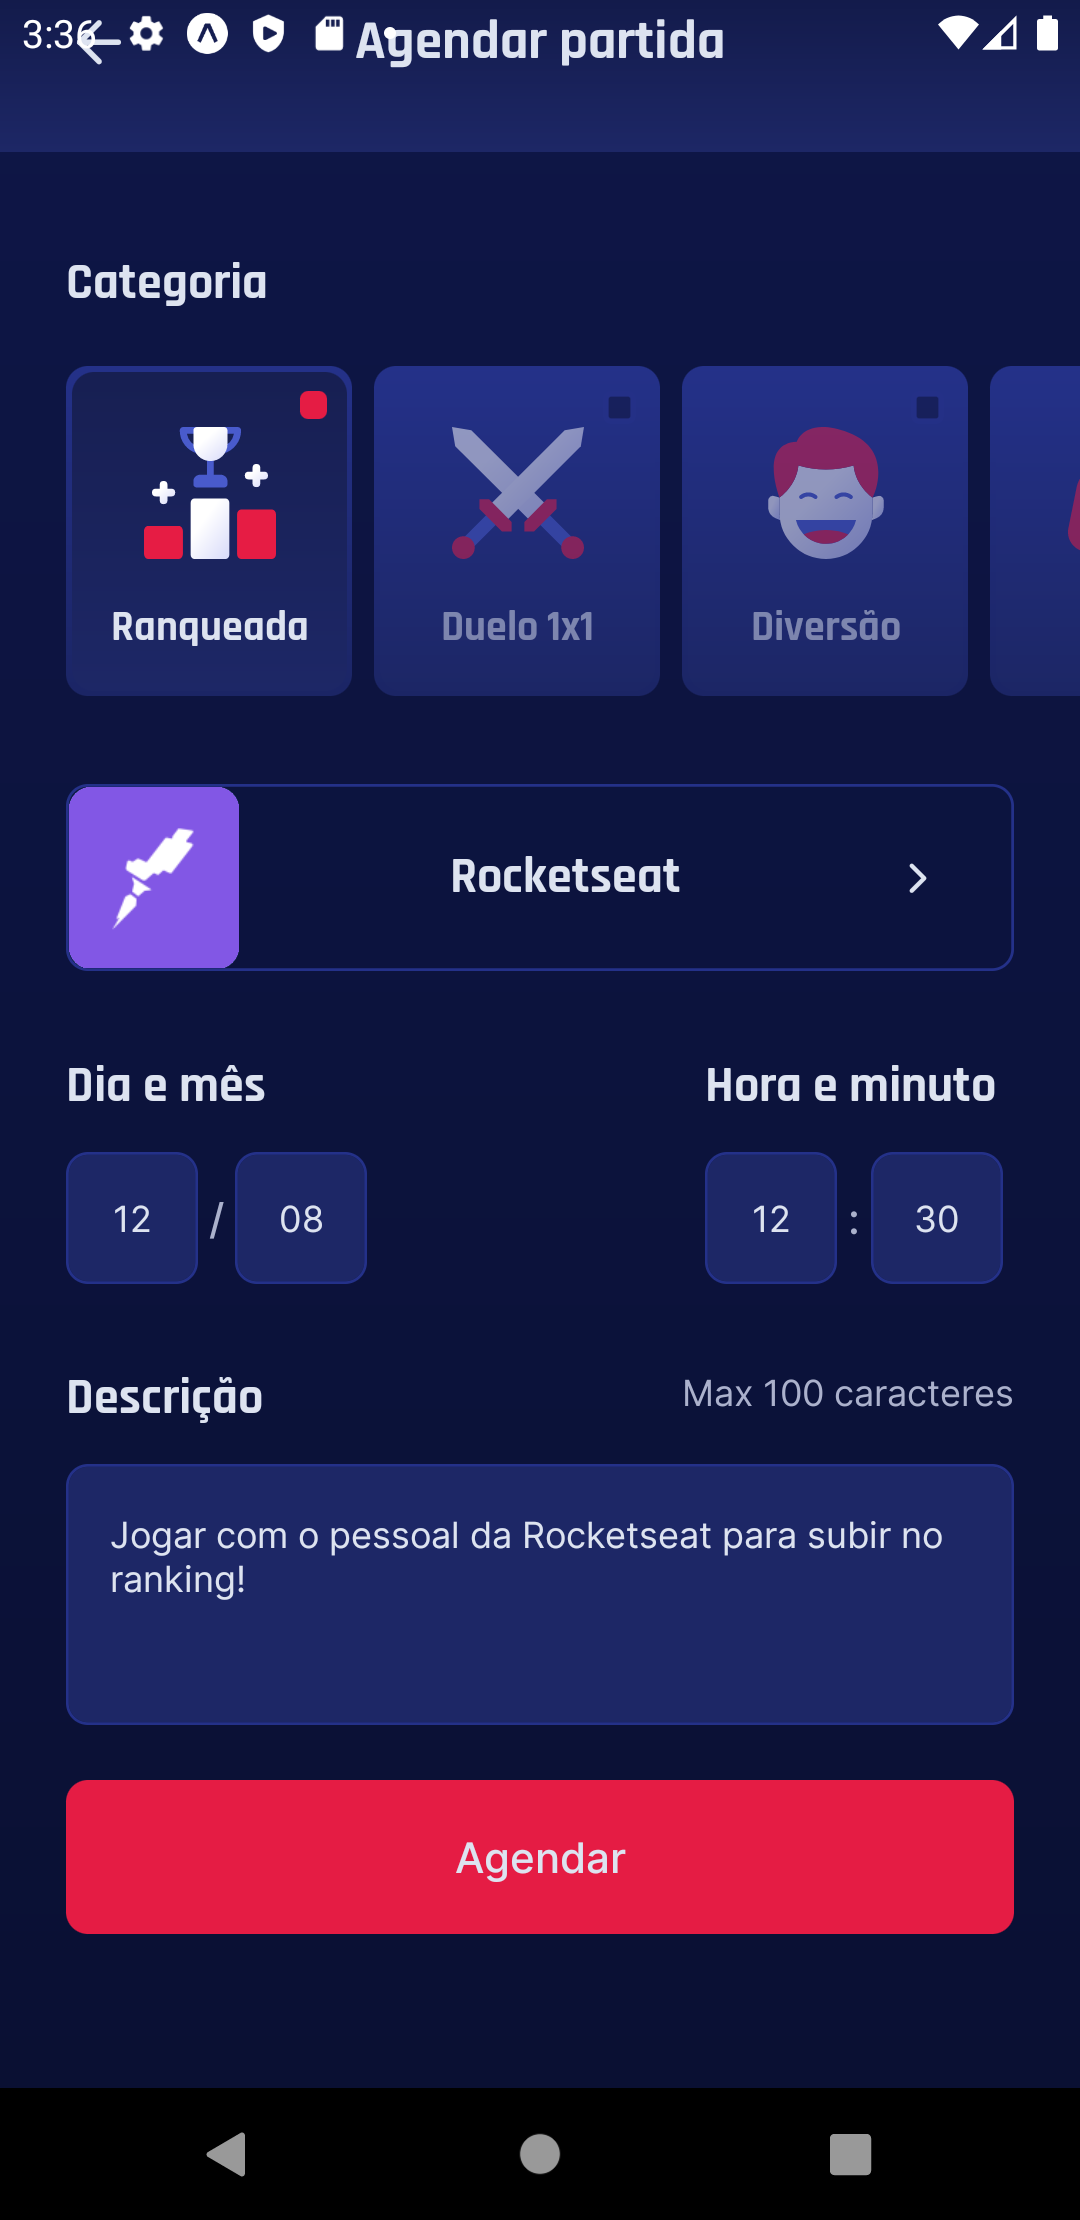 3:36
Agendar partida
Categoria
Ranqueada
Duelo 1x1
Diversão
Rocketseat
Dia e mês
Hora e minuto
12 / 08
12 : 30
Descrição
Max 100 caracteres
Jogar com o pessoal da Rocketseat para subir no
ranking!
Agendar